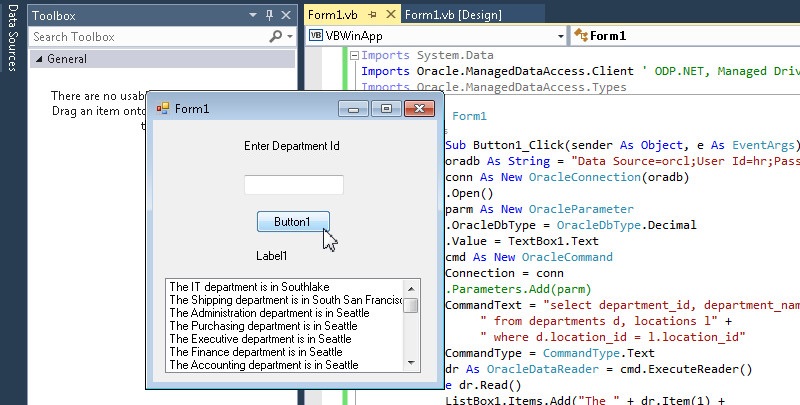 Data Sources
Toolbox
Search Toolbox
General
There are no usab
Drag an item onto
t
Form1.vb
Form1.vb [Design]
VBWinApp
Form1
Imports System.Data
Imports Oracle.ManagedDataAccess.Client ' ODP.NET, Managed Driv
Imports Oracle.ManagedDataAccess.Types
Form1
Sub Button1_Click(sender As Object, e As EventArgs)
oradb As String = "Data Source=orcl;User Id=hr;Pass
conn As New OracleConnection(oradb)
.Open()
parm As New OracleParameter
.OracleDbType = OracleDbType.Decimal
.Value = TextBox1.Text
cmd As New OracleCommand
Connection = conn
.Parameters.Add(parm)
CommandText = "select department_id, department_nam
" from departments d, locations l" +
" where d.location_id = l.location_id"
CommandType = CommandType.Text
dr As OracleDataReader = cmd.ExecuteReader()
e dr.Read()
ListBox1.Items.Add("The " + dr.Item(1) +
Form1
Enter Department Id
Button1
Label1
The IT department is in Southlake
The Shipping department is in South San Francisc
The Administration department is in Seattle
The Purchasing department is in Seattle
The Executive department is in Seattle
The Finance department is in Seattle
The Accounting department is in Seattle